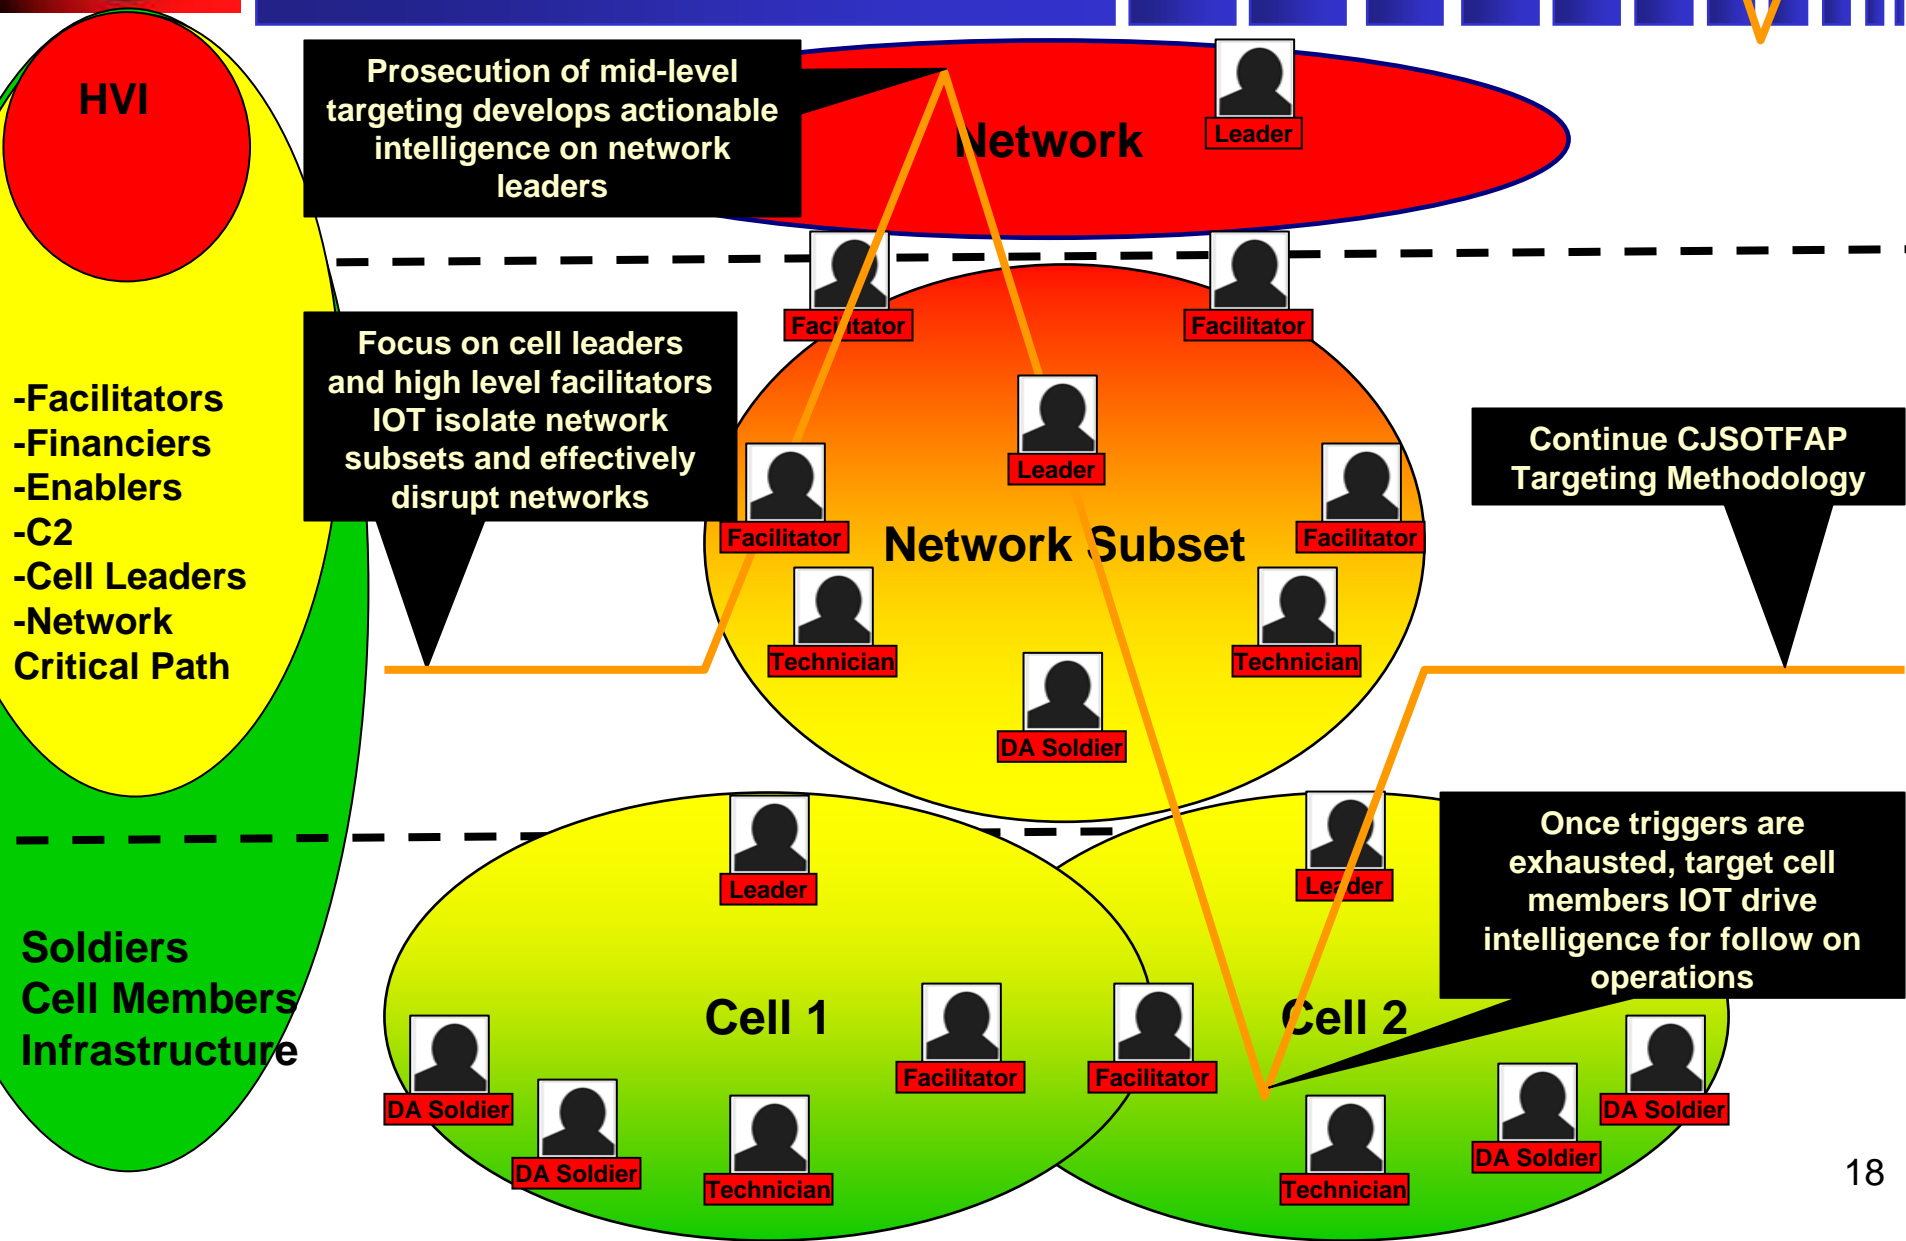 HVI
-Facilitators
-Financiers
-Enablers
-C2
-Cell Leaders
-Network
Critical Path
Soldiers
Cell Members
Infrastructure
Prosecution of mid-level
targeting develops actionable
intelligence on network
leaders
Network
Leader
Facilitator
Facilitator
Focus on cell leaders
and high level facilitators
IOT isolate network
subsets and effectively
disrupt networks
Leader
Facilitator
Network Subset
Facilitator
Technician
Technician
DA Soldier
Continue CJSOTFAP
Targeting Methodology
Leader
Cell 1
Facilitator
DA Soldier
DA Soldier
Technician
Leader
Cell 2
Facilitator
DA Soldier
DA Soldier
Technician
Once triggers are
exhausted, target cell
members IOT drive
intelligence for follow on
operations
18